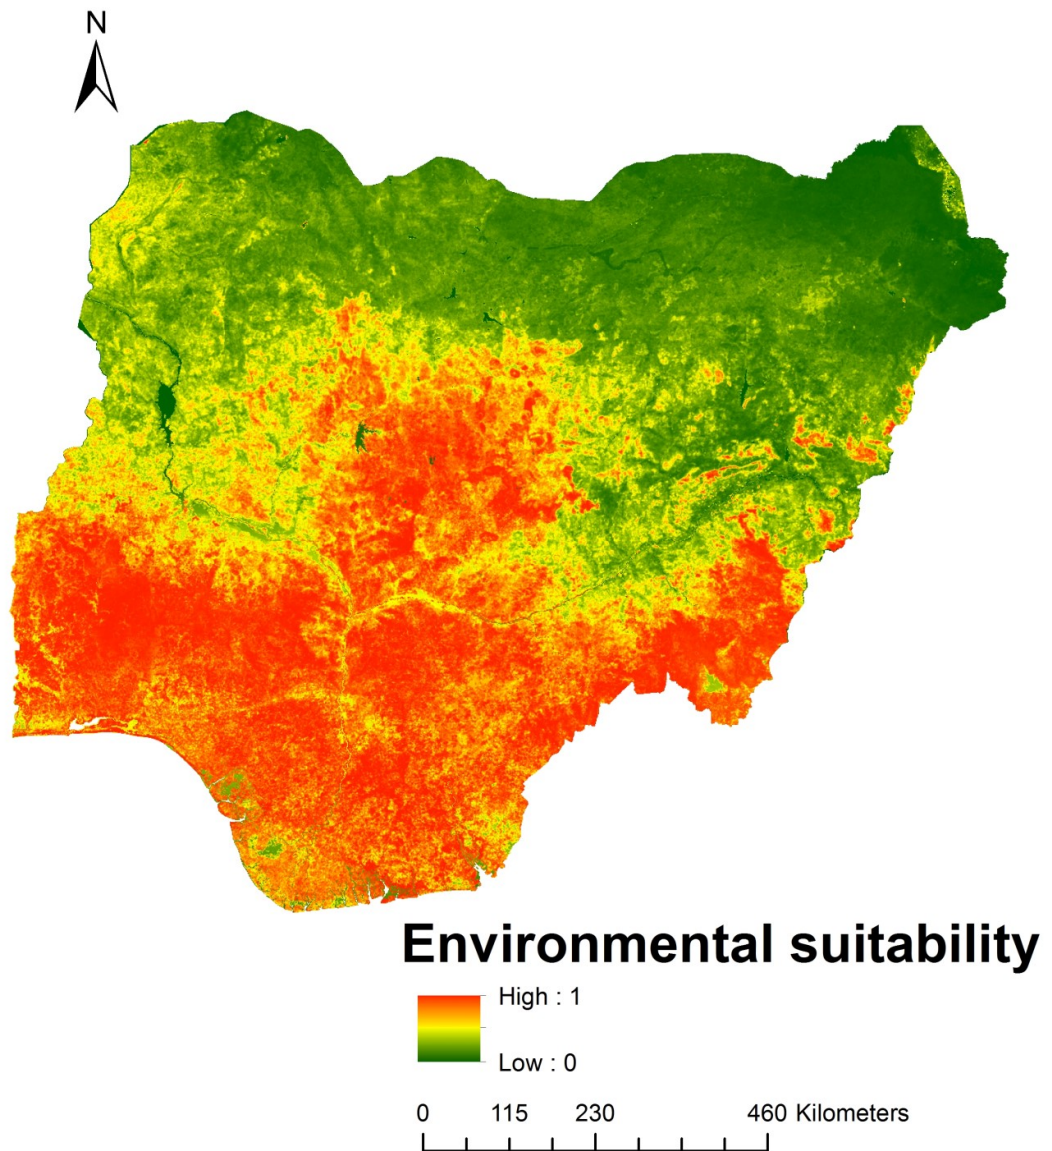 N
Environmental suitability
High : 1
Low : 0
0 115 230 460 Kilometers